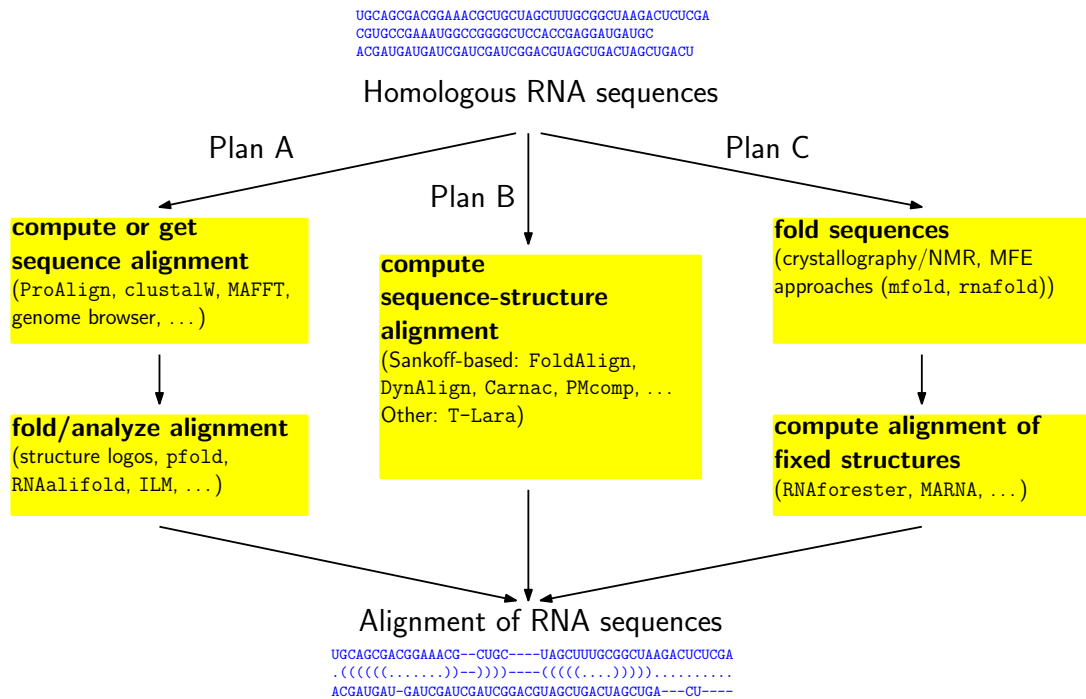 UGCAGCGACGGAAACGCUGCUAGCUUUGCGGCUAAGACUCUCGA
CGUGCCGAAAUGGCCGGGGCUCCACCGAGGAUGAUGC
ACGAUGAUGAUCGAUCGAUCGGACGUAGCUGACUAGCUGACU
Homologous RNA sequences
Plan A
Plan B
Plan C
compute or get
sequence alignment
(ProAlign, clustalW, MAFFT,
genome browser, ...)
fold/analyze alignment
(structure logos, pfold,
RNAalifold, ILM, ...)
compute
sequence-structure
alignment
(Sankoff-based: FoldAlign,
DynAlign, Carnac, PMcomp, ...
Other: T-Lara)
fold sequences
(crystallography/NMR, MFE
approaches (mfold, rnafold))
compute alignment of
fixed structures
(RNAforester, MARNA, ...)
Alignment of RNA sequences
UGCAGCGACGGAAACG--CUGC----UAGCUUUGCGGCUAAGACUCUCGA
.((((((.......))--))))----(((((....)))))..........
ACGAUGAU-GAUCGAUCGAUCGGACGUAGCUGACUAGCUGA---CU----